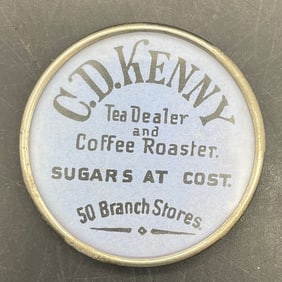 C.D. KENNY
Tea Dealer
and
Coffee Roaster.
SUGARS AT COST.
50 Branch Stores.